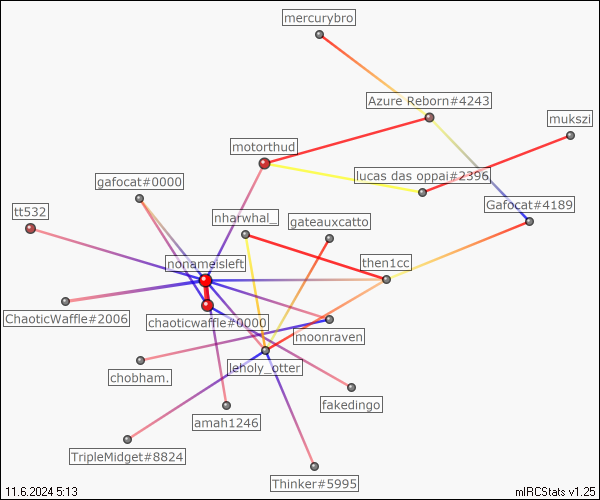 mercurybro
Azure Reborn#4243
mukszi
motorthud
lucas das oppai#2396
gafocat#0000
Gafocat#4189
tt532
nharwhal_
gateauxcatto
nonameisleft
then1cc
ChaoticWaffle#2006
chaoticwaffle#0000
moonraven
leholy_otter
chobham.
fakedingo
amah1246
TripleMidget#8824
Thinker#5995
11.6.2024 5:13
mIRCStats v1.25